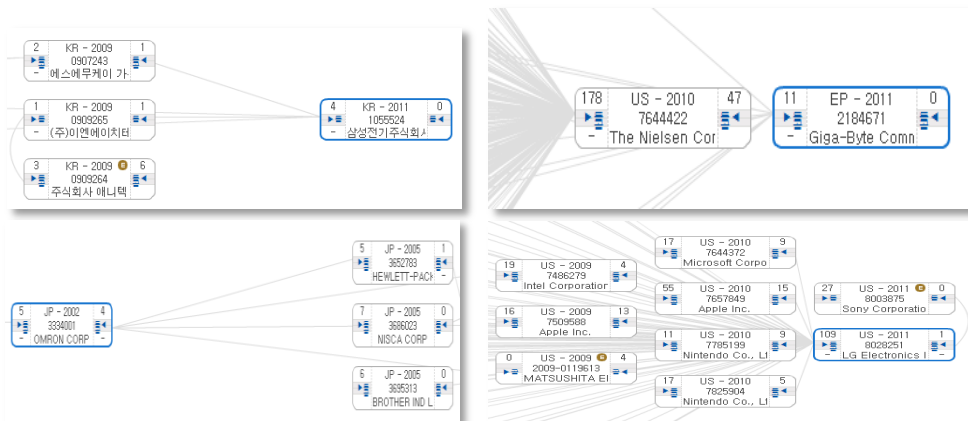 2 KR - 2009 1
0907243
에스에무케이 가
-
1 KR - 2009 1
0909265
(주)이엔에이치터
-
3 KR - 2009 E 6
0909264
주식회사 애니텍
-
4 KR - 2011 0
1055524
삼성전기주식회사
-
178 US - 2010 47
7644422
The Nielsen Cor
-
11 EP - 2011 0
2184671
Giga-Byte Comn
-
5 JP - 2002 4
3334001
- OMRON CORP -
5 JP - 2005 1
3652783
HEWLETT-PACK -
7 JP - 2005 0
3686023
NISCA CORP
6 JP - 2005 0
3695313
BROTHER IND L
19 US - 2009 4
7486279
Intel Corporation
16 US - 2009 13
7509588
Apple Inc.
0 US - 2009 E 4
2009-0119613
MATSUSHITA El
17 US - 2010 9
7644372
Microsoft Corpo
55 US - 2010 15
7657849
Apple Inc.
11 US - 2010 9
7785199
Nintendo Co., Lt
17 US - 2010 5
7825904
Nintendo Co., Lt
27 US - 2011 E 0
8003875
Sony Corporatio
109 US - 2011 1
8028251
- LG Electronics I -